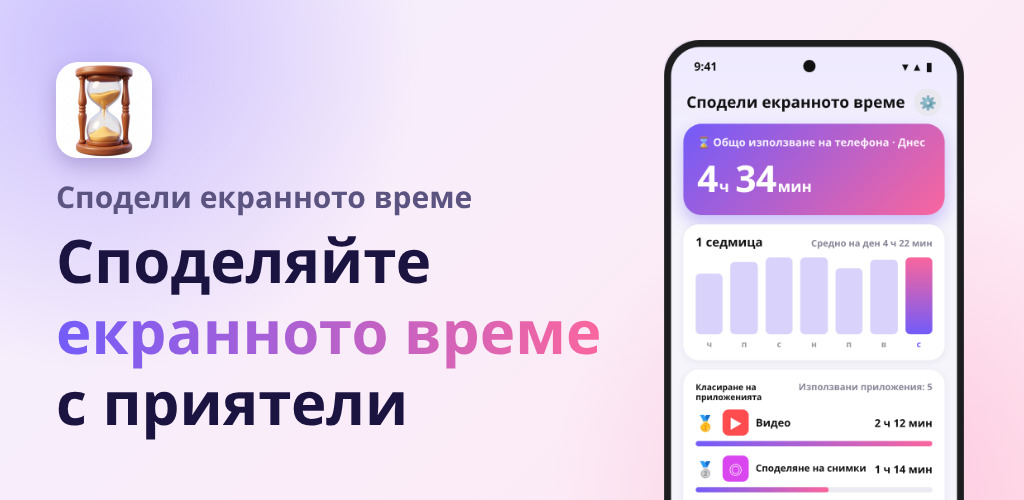 Сподели екранното време
Споделяйте
екранното време
с приятели
9:41
Сподели екранното време
Общо използване на телефона · Днес
4ч 34мин
1 седмица
Средно на ден 4 ч 22 мин
ч п с н п в с
Класиране на
приложенията
Използвани приложения: 5
Видео
2 ч 12 мин
Споделяне на снимки
1 ч 14 мин